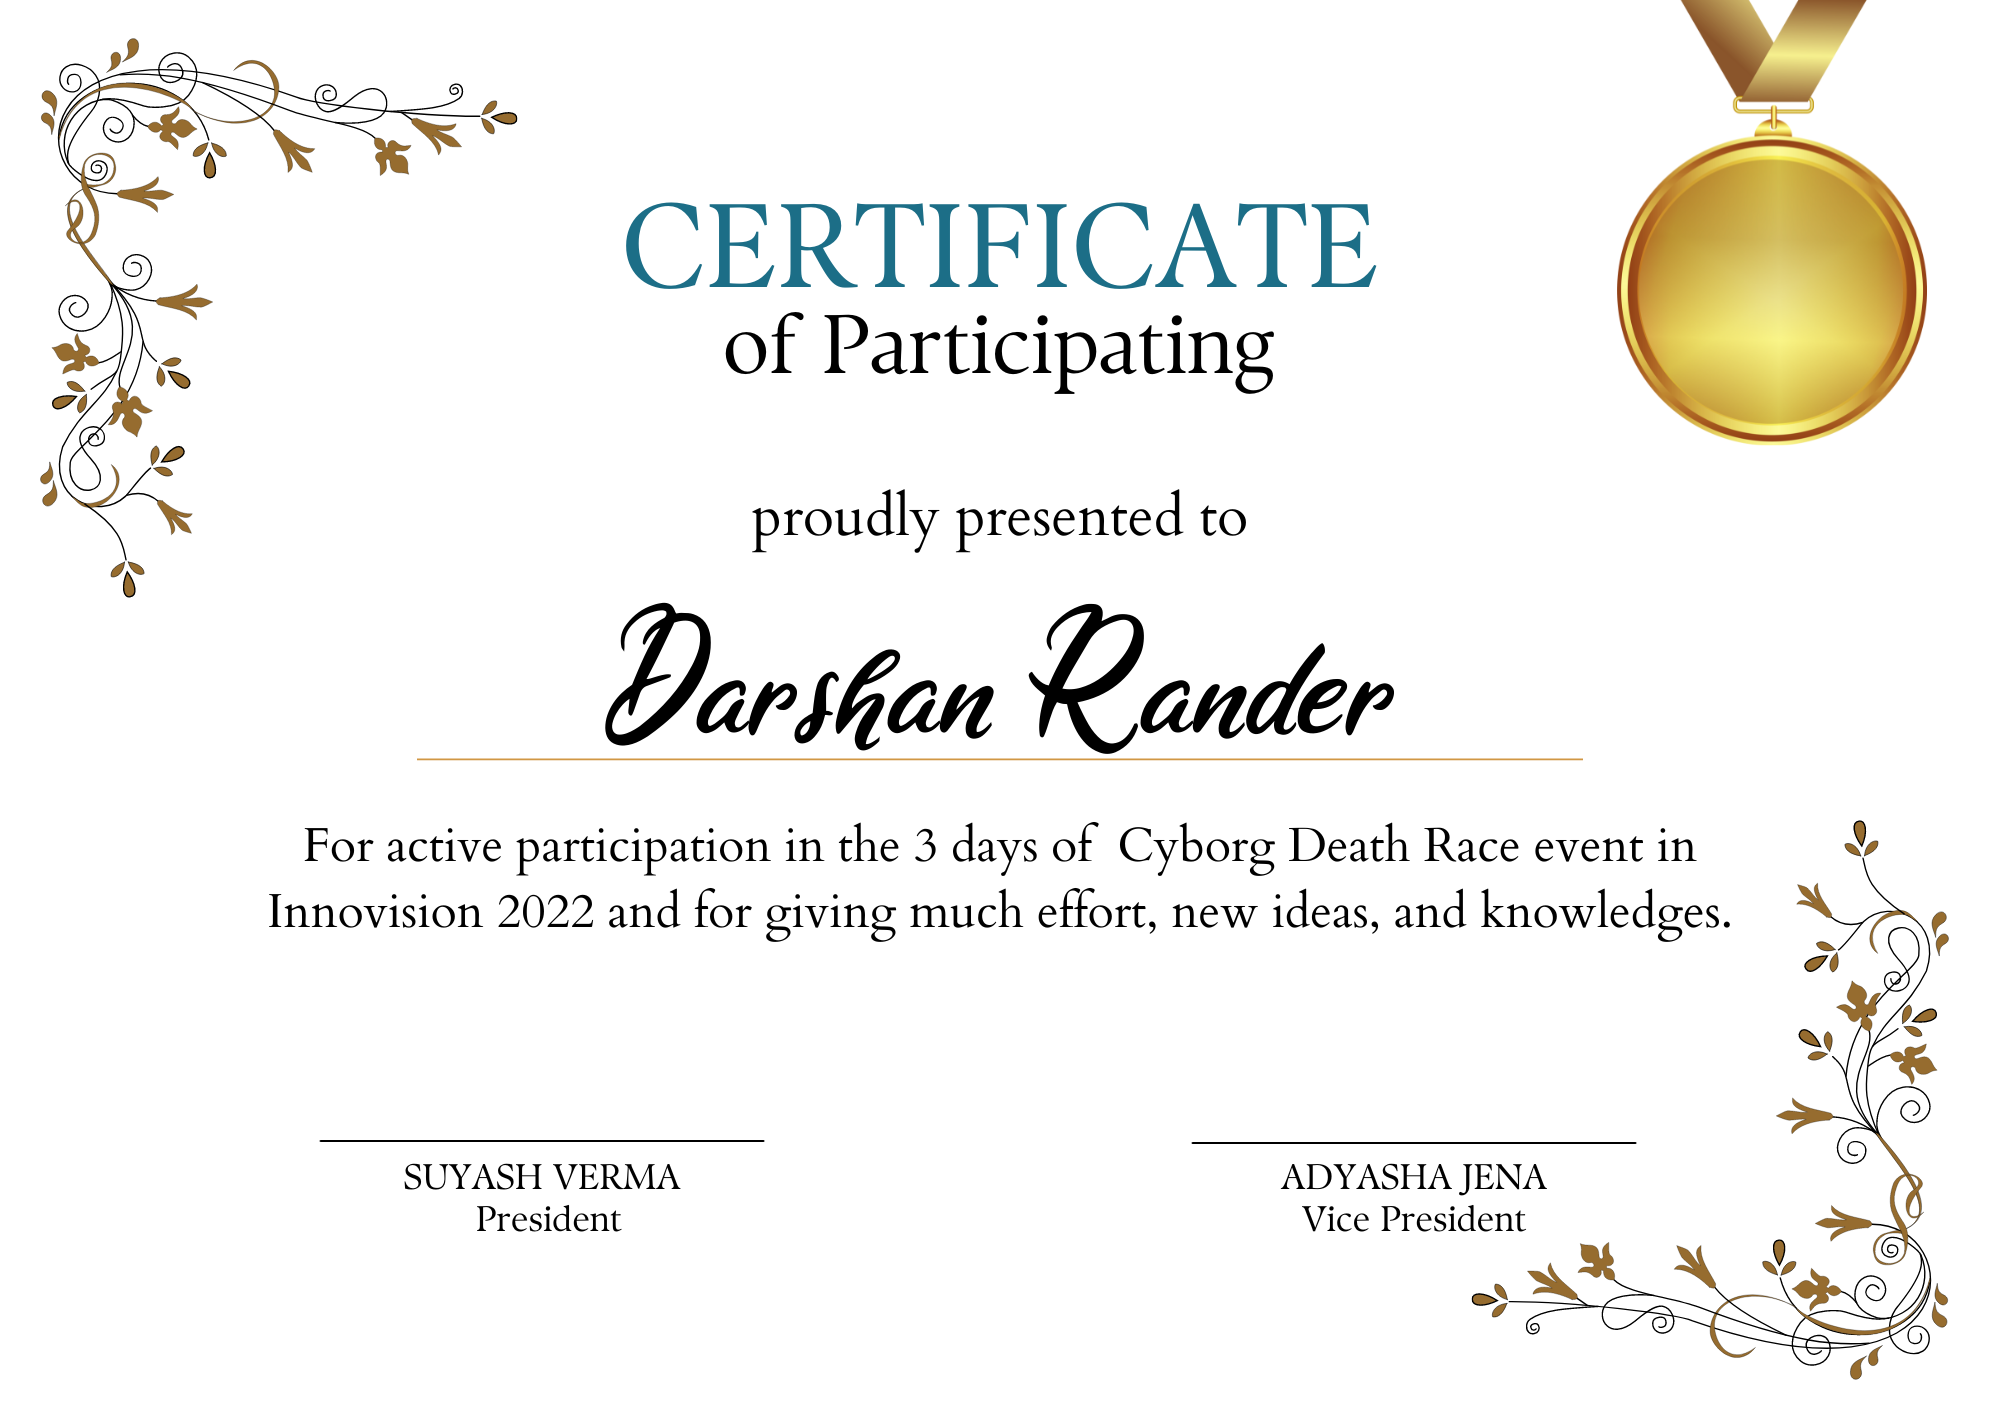 CERTIFICATE
of Participating
proudly presented to
Darshan Rander
For active participation in the 3 days of  Cyborg Death Race event in
Innovision 2022 and for giving much effort, new ideas, and knowledges.
SUYASH VERMA
President
ADYASHA JENA
Vice President